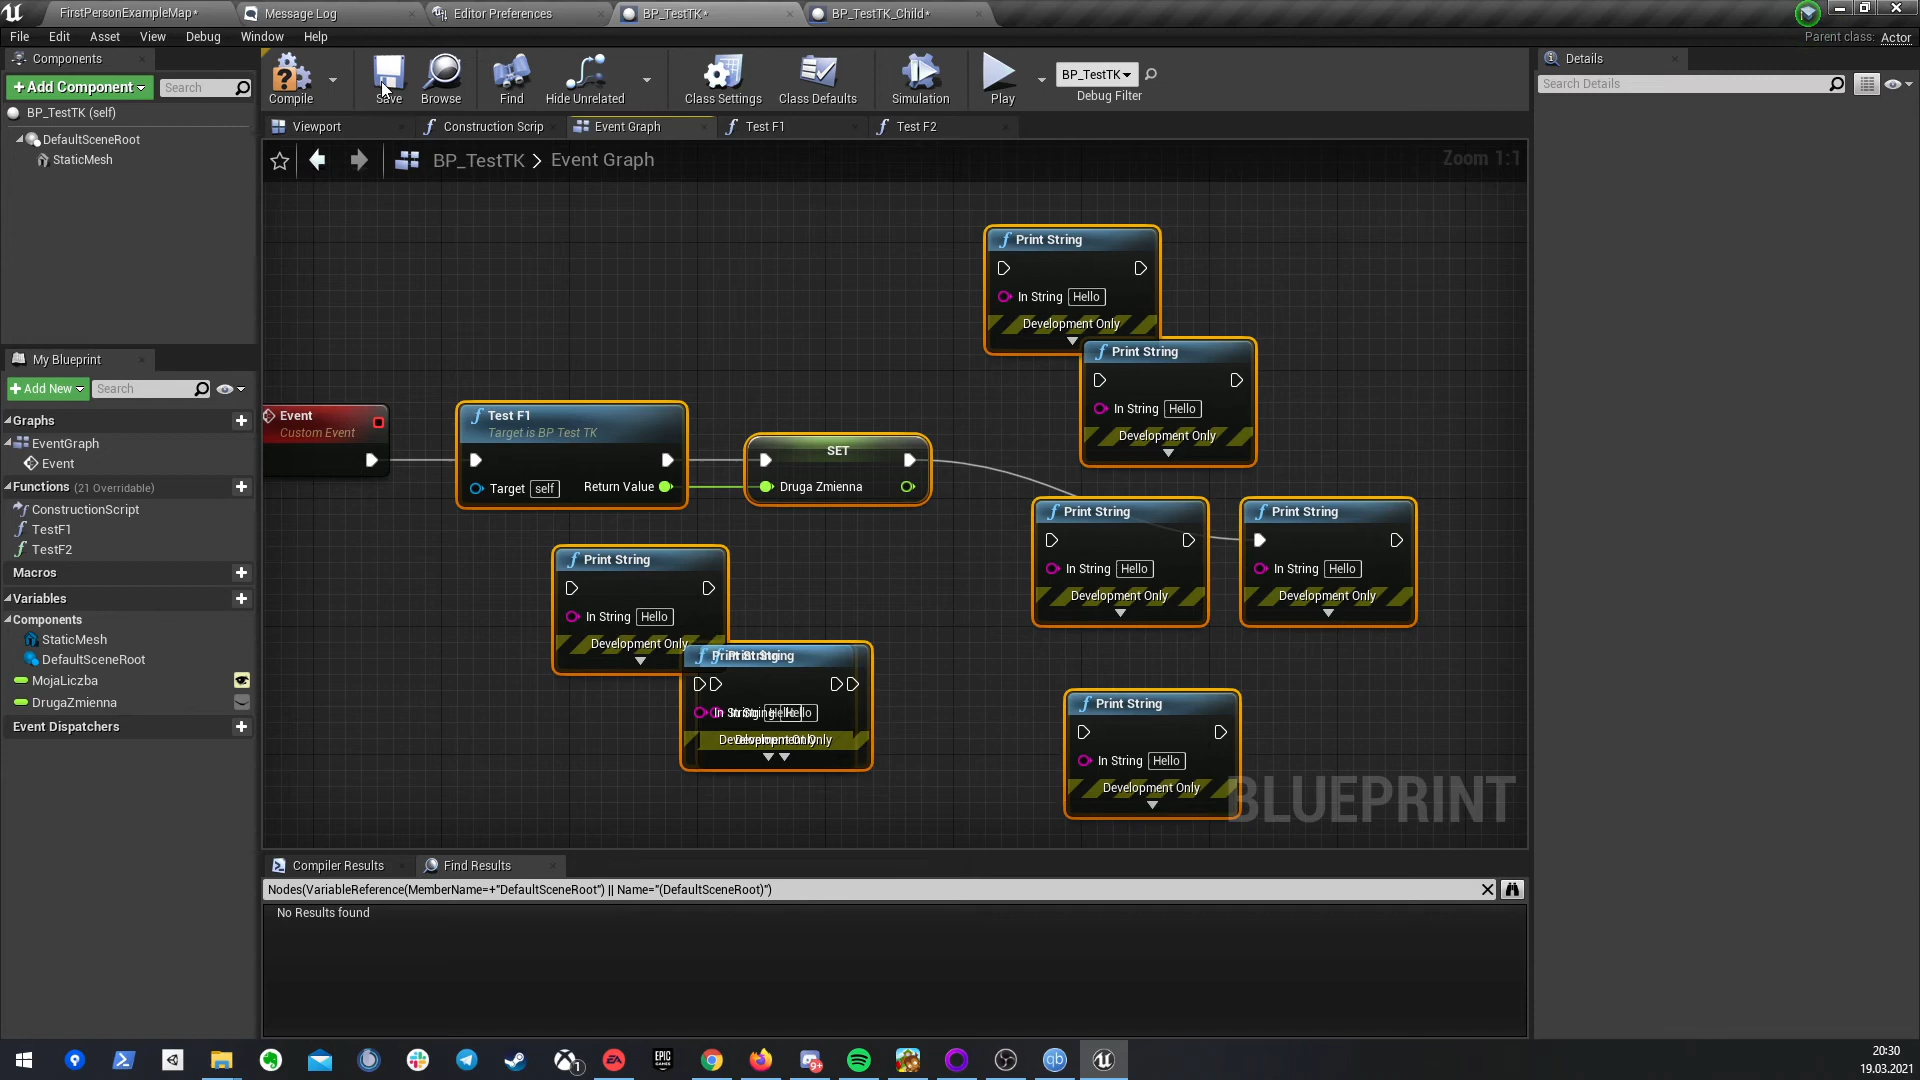 FirstPersonExampleMap*
Message Log
Editor Preferences
BP_TestTK*
BP_TestTK_Child*
File Edit Asset View Debug Window Help
Parent class: Actor
Components
+Add Component
Search
BP_TestTK (self)
DefaultSceneRoot
StaticMesh
Compile
Save
Browse
Find
Hide Unrelated
Class Settings
Class Defaults
Simulation
Play
BP_TestTK
Debug Filter
Details
Search Details
Viewport
Construction Scrip
Event Graph
Test F1
Test F2
BP_TestTK > Event Graph
Zoom 1:1
My Blueprint
+Add New
Search
Graphs
EventGraph
Event
Functions (21 Overridable)
ConstructionScript
TestF1
TestF2
Macros
Variables
Components
StaticMesh
DefaultSceneRoot
MojaLiczba
DrugaZmienna
Event Dispatchers
Event
Custom Event
Test F1
Target is BP Test TK
Target self
Return Value
SET
Druga Zmienna
Print String
In String Hello
Development Only
Print String
In String Hello
Development Only
Print String
In String Hello
Development Only
Print String
In String Hello
Development Only
Print String
In String Hello
Development Only
Print String
In String Hello
Development Only
BLUEPRINT
Compiler Results
Find Results
Nodes(VariableReference(MemberName=+"DefaultSceneRoot") || Name="(DefaultSceneRoot)")
No Results found
EPIC GAMES
EA
qb
1
9+
20:30
19.03.2021